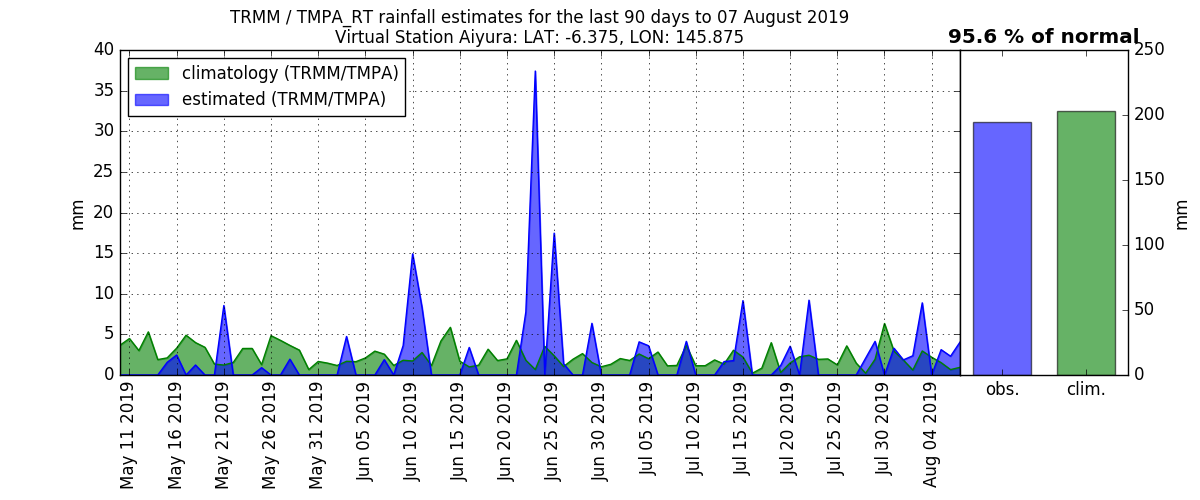 TRMM / TMPA_RT rainfall estimates for the last 90 days to 07 August 2019
Virtual Station Aiyura: LAT: -6.375, LON: 145.875
95.6 % of normal
climatology (TRMM/TMPA)
estimated (TRMM/TMPA)
40
35
30
25
20
15
10
5
0
mm
250
200
150
100
50
0
mm
May 11 2019
May 16 2019
May 21 2019
May 26 2019
May 31 2019
Jun 05 2019
Jun 10 2019
Jun 15 2019
Jun 20 2019
Jun 25 2019
Jun 30 2019
Jul 05 2019
Jul 10 2019
Jul 15 2019
Jul 20 2019
Jul 25 2019
Jul 30 2019
Aug 04 2019
obs.
clim.